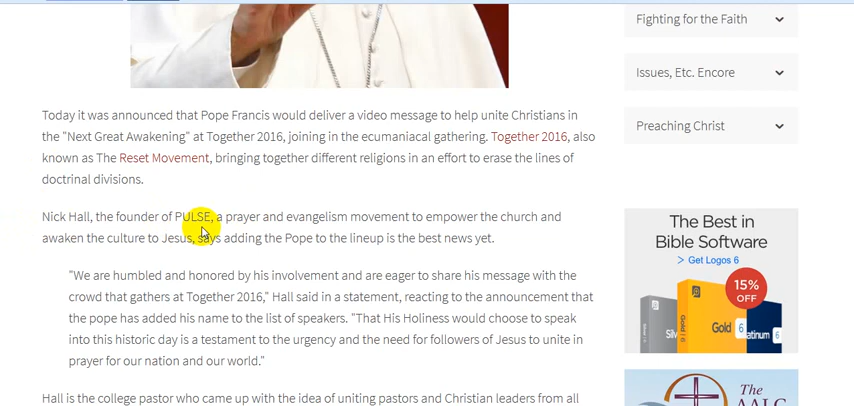 Fighting for the Faith
Issues, Etc. Encore
Preaching Christ
Today it was announced that Pope Francis would deliver a video message to help unite Christians in
the "Next Great Awakening" at Together 2016, joining in the ecumaniacal gathering. Together 2016, also
known as The Reset Movement, bringing together different religions in an effort to erase the lines of
doctrinal divisions.
Nick Hall, the founder of PULSE, a prayer and evangelism movement to empower the church and
awaken the culture to Jesus, says adding the Pope to the lineup is the best news yet.
"We are humbled and honored by his involvement and are eager to share his message with the
crowd that gathers at Together 2016," Hall said in a statement, reacting to the announcement that
the pope has added his name to the list of speakers. "That His Holiness would choose to speak
into this historic day is a testament to the urgency and the need for followers of Jesus to unite in
prayer for our nation and our world."
Hall is the college pastor who came up with the idea of uniting pastors and Christian leaders from all
The Best in
Bible Software
> Get Logos 6
15%
OFF
Gold 6
The